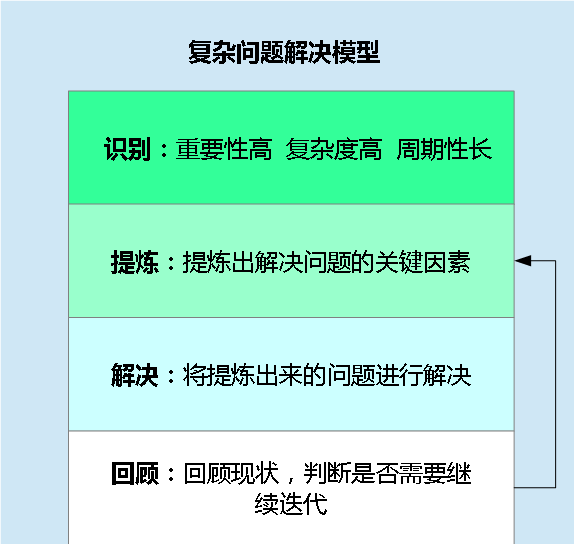 复杂问题解决模型
识别：重要性高 复杂度高 周期性长
提炼：提炼出解决问题的关键因素
解决：将提炼出来的问题进行解决
回顾：回顾现状，判断是否需要继
续迭代